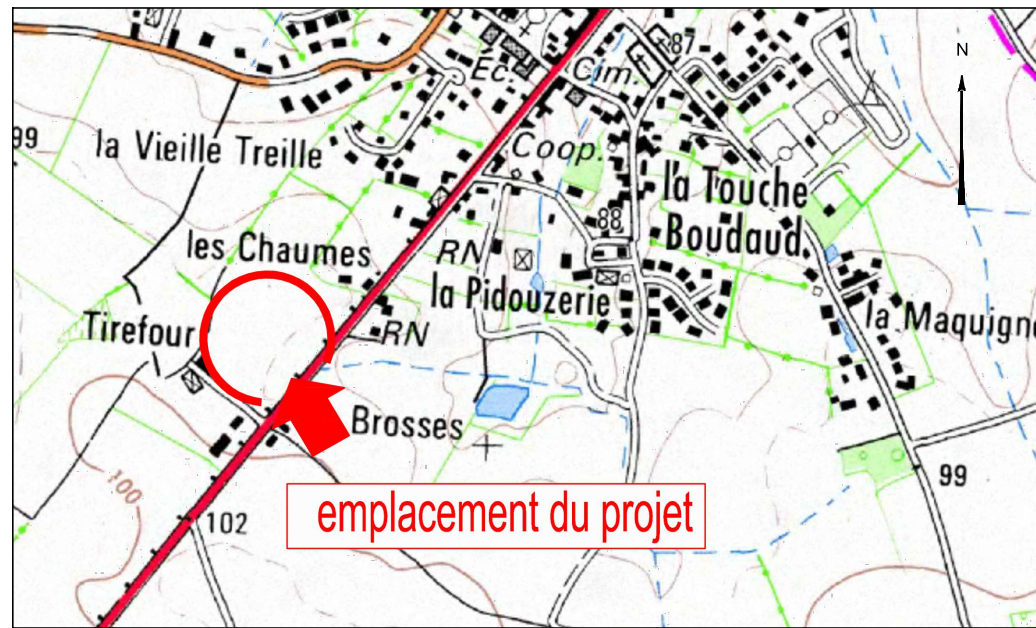 87
N
Éc.
Cim.
99
la Vieille Treille
Coop.
la Touche
Boudaud
88
les Chaumes
RN
la Pidouzerie
Tirefour
RN
la Maquign
Brosses
100
99
102
emplacement du projet